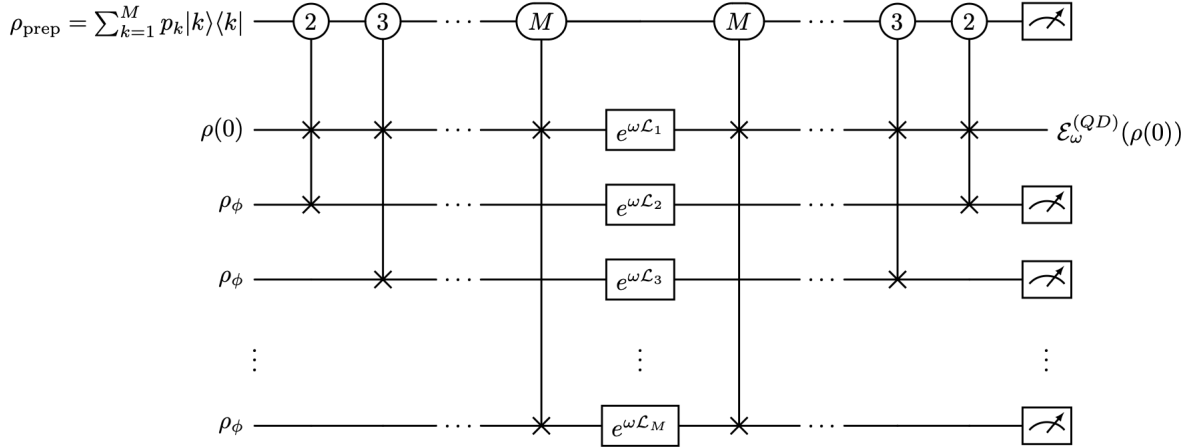 ρ_prep = ∑_{k=1}^{M} p_k |k⟩⟨k| 2 3 ··· M M ··· 3 2
ρ(0) ··· e^{ωℒ_1} ··· ℰ_ω^{(QD)}(ρ(0))
ρ_ϕ ··· e^{ωℒ_2} ···
ρ_ϕ ··· e^{ωℒ_3} ···
⋮ ⋮ ⋮
ρ_ϕ ··· e^{ωℒ_M} ···